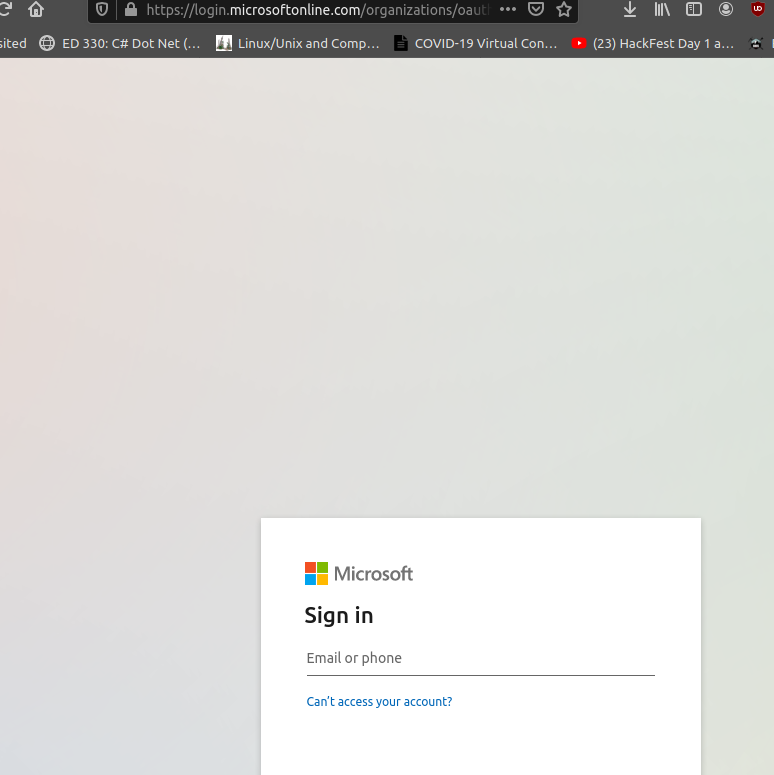 https://login.microsoftonline.com/organizations/oaut
sited ED 330: C# Dot Net (... Linux/Unix and Comp... COVID-19 Virtual Con... (23) HackFest Day 1 a...
Microsoft
Sign in
Email or phone
Can't access your account?